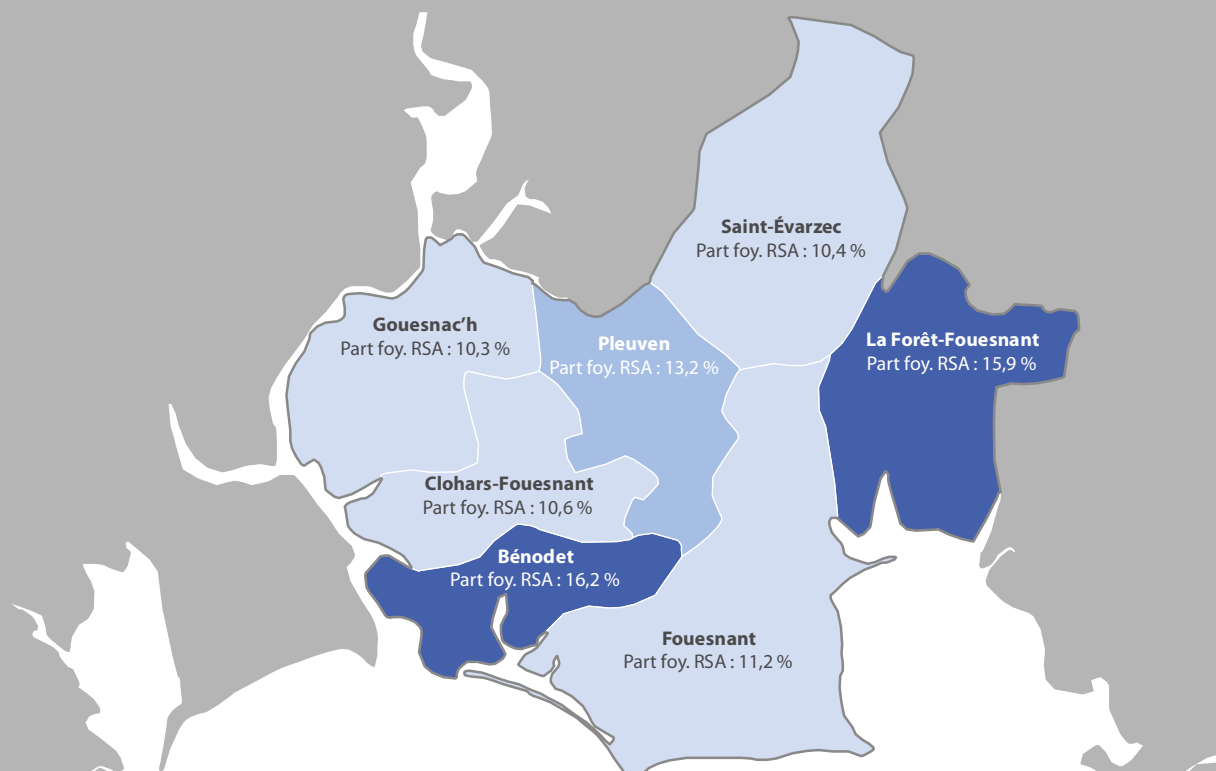 Saint-Évarzec
Part foy. RSA : 10,4 %
Gouesnac’h
Part foy. RSA : 10,3 %
Pleuven
Part foy. RSA : 13,2 %
La Forêt-Fouesnant
Part foy. RSA : 15,9 %
Clohars-Fouesnant
Part foy. RSA : 10,6 %
Bénodet
Part foy. RSA : 16,2 %
Fouesnant
Part foy. RSA : 11,2 %